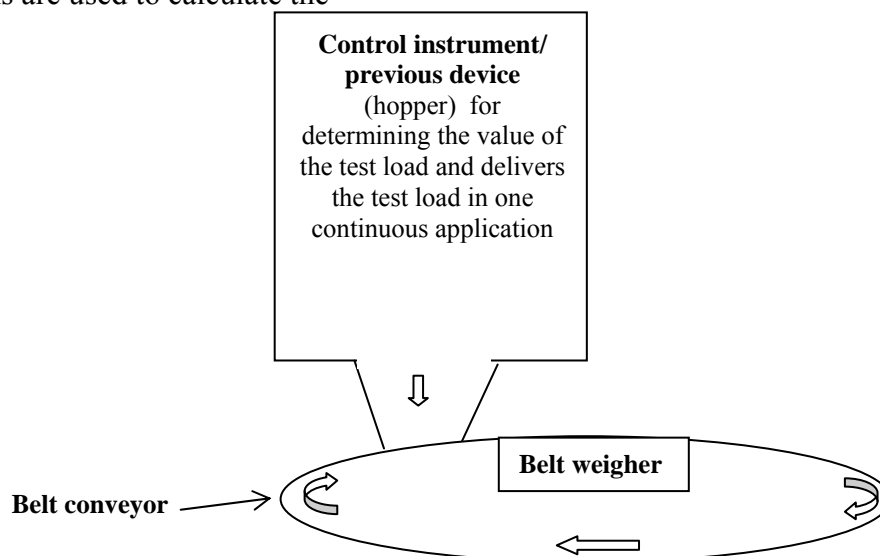 are used to calculate the
Control instrument/
previous device
(hopper) for
determining the value of
the test load and delivers
the test load in one
continuous application
Belt weigher
Belt conveyor